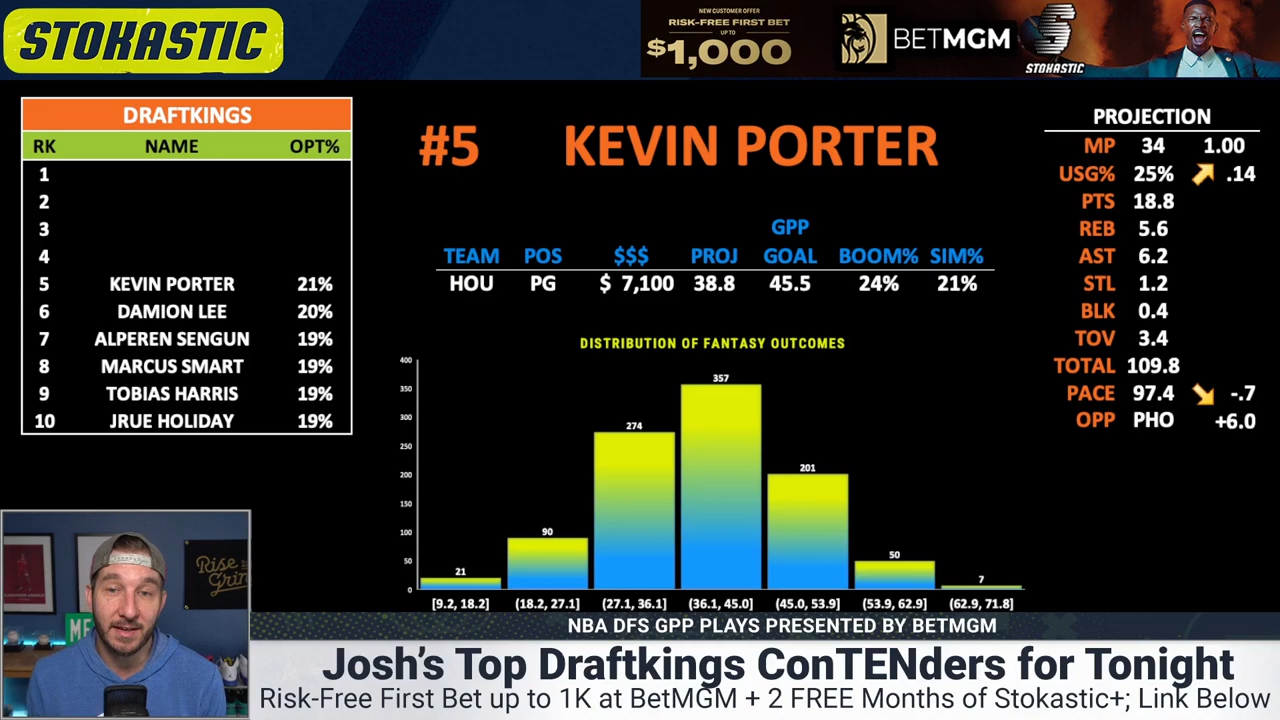 STOKASTIC
NEW CUSTOMER OFFER
RISK-FREE FIRST BET
UP TO
$1,000
BETMGM
S
STOKASTIC
DRAFTKINGS
RK NAME OPT%
1
2
3
4
5 KEVIN PORTER 21%
6 DAMION LEE 20%
7 ALPEREN SENGUN 19%
8 MARCUS SMART 19%
9 TOBIAS HARRIS 19%
10 JRUE HOLIDAY 19%
#5 KEVIN PORTER
GPP
TEAM POS $$$ PROJ GOAL BOOM% SIM%
HOU PG $ 7,100 38.8 45.5 24% 21%
DISTRIBUTION OF FANTASY OUTCOMES
400
350
300
250
200
150
100
50
0
21
90
274
357
201
50
7
[9.2, 18.2] (18.2, 27.1] (27.1, 36.1] (36.1, 45.0] (45.0, 53.9] (53.9, 62.9] (62.9, 71.8]
PROJECTION
MP 34 1.00
USG% 25% .14
PTS 18.8
REB 5.6
AST 6.2
STL 1.2
BLK 0.4
TOV 3.4
TOTAL 109.8
PACE 97.4 -.7
OPP PHO +6.0
Rise
Grin
ME
NBA DFS GPP PLAYS PRESENTED BY BETMGM
Josh's Top Draftkings ConTENders for Tonight
Risk-Free First Bet up to 1K at BetMGM + 2 FREE Months of Stokastic+; Link Below